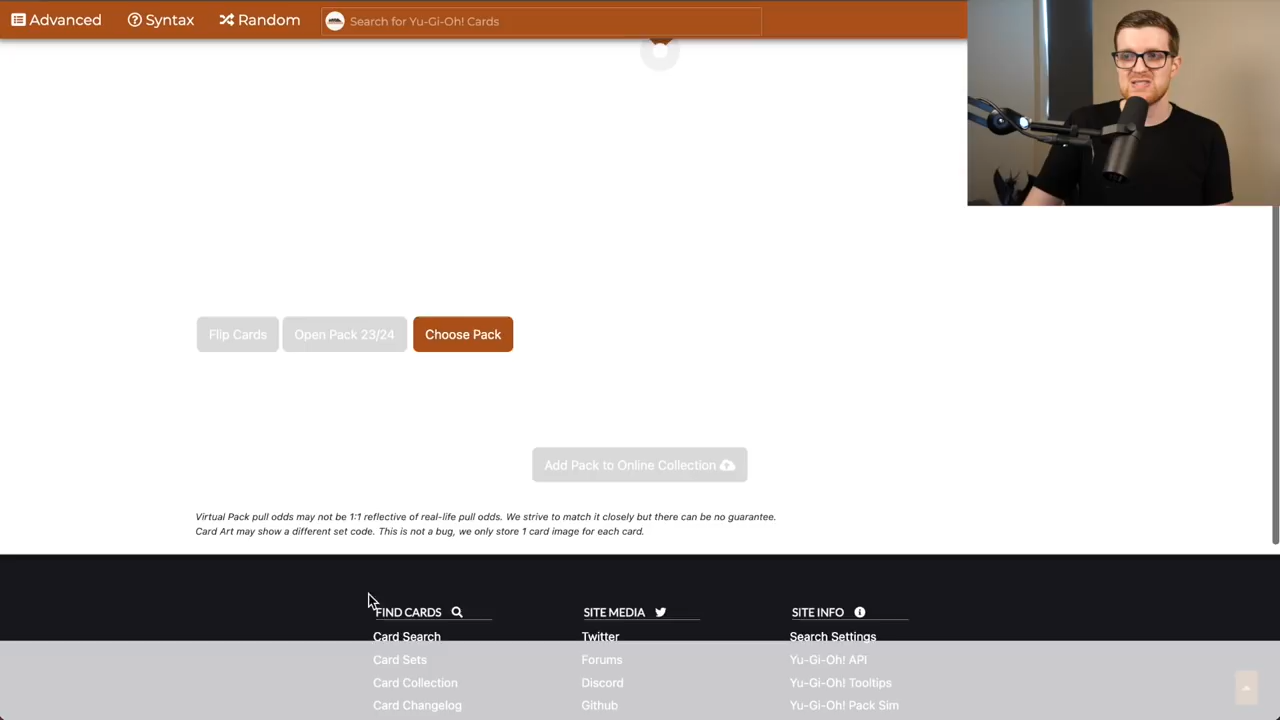 Advanced
Syntax
Random
Search for Yu-Gi-Oh! Cards
Flip Cards
Open Pack 23/24
Choose Pack
Add Pack to Online Collection
Virtual Pack pull odds may not be 1:1 reflective of real-life pull odds. We strive to match it closely but there can be no guarantee.
Card Art may show a different set code. This is not a bug, we only store 1 card image for each card.
FIND CARDS
Card Search
Card Sets
Card Collection
Card Changelog
SITE MEDIA
Twitter
Forums
Discord
Github
SITE INFO
Search Settings
Yu-Gi-Oh! API
Yu-Gi-Oh! Tooltips
Yu-Gi-Oh! Pack Sim